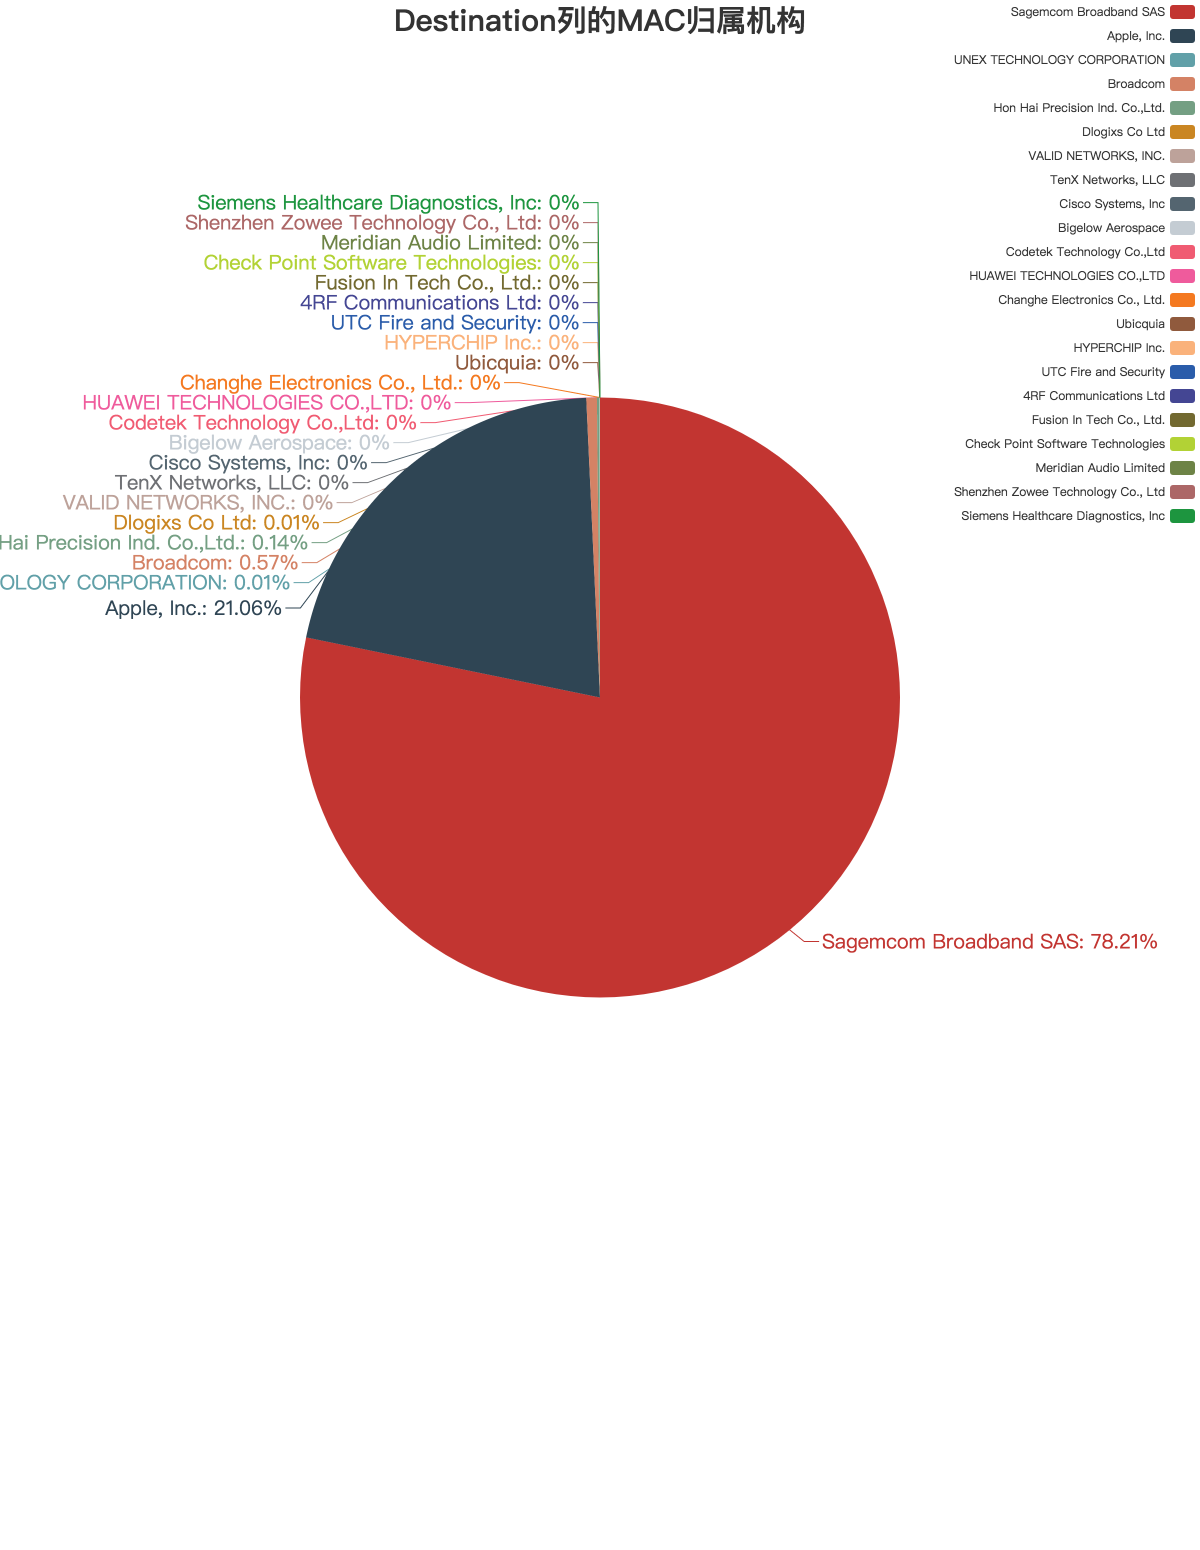 Destination列的MAC归属机构
Sagemcom Broadband SAS
Apple, Inc.
UNEX TECHNOLOGY CORPORATION
Broadcom
Hon Hai Precision Ind. Co.,Ltd.
Dlogixs Co Ltd
VALID NETWORKS, INC.
TenX Networks, LLC
Cisco Systems, Inc
Bigelow Aerospace
Codetek Technology Co.,Ltd
HUAWEI TECHNOLOGIES CO.,LTD
Changhe Electronics Co., Ltd.
Ubicquia
HYPERCHIP Inc.
UTC Fire and Security
4RF Communications Ltd
Fusion In Tech Co., Ltd.
Check Point Software Technologies
Meridian Audio Limited
Shenzhen Zowee Technology Co., Ltd
Siemens Healthcare Diagnostics, Inc
Siemens Healthcare Diagnostics, Inc: 0%
Shenzhen Zowee Technology Co., Ltd: 0%
Meridian Audio Limited: 0%
Check Point Software Technologies: 0%
Fusion In Tech Co., Ltd.: 0%
4RF Communications Ltd: 0%
UTC Fire and Security: 0%
HYPERCHIP Inc.: 0%
Ubicquia: 0%
Changhe Electronics Co., Ltd.: 0%
HUAWEI TECHNOLOGIES CO.,LTD: 0%
Codetek Technology Co.,Ltd: 0%
Bigelow Aerospace: 0%
Cisco Systems, Inc: 0%
TenX Networks, LLC: 0%
VALID NETWORKS, INC.: 0%
Dlogixs Co Ltd: 0.01%
Hai Precision Ind. Co.,Ltd.: 0.14%
Broadcom: 0.57%
OLOGY CORPORATION: 0.01%
Apple, Inc.: 21.06%
Sagemcom Broadband SAS: 78.21%